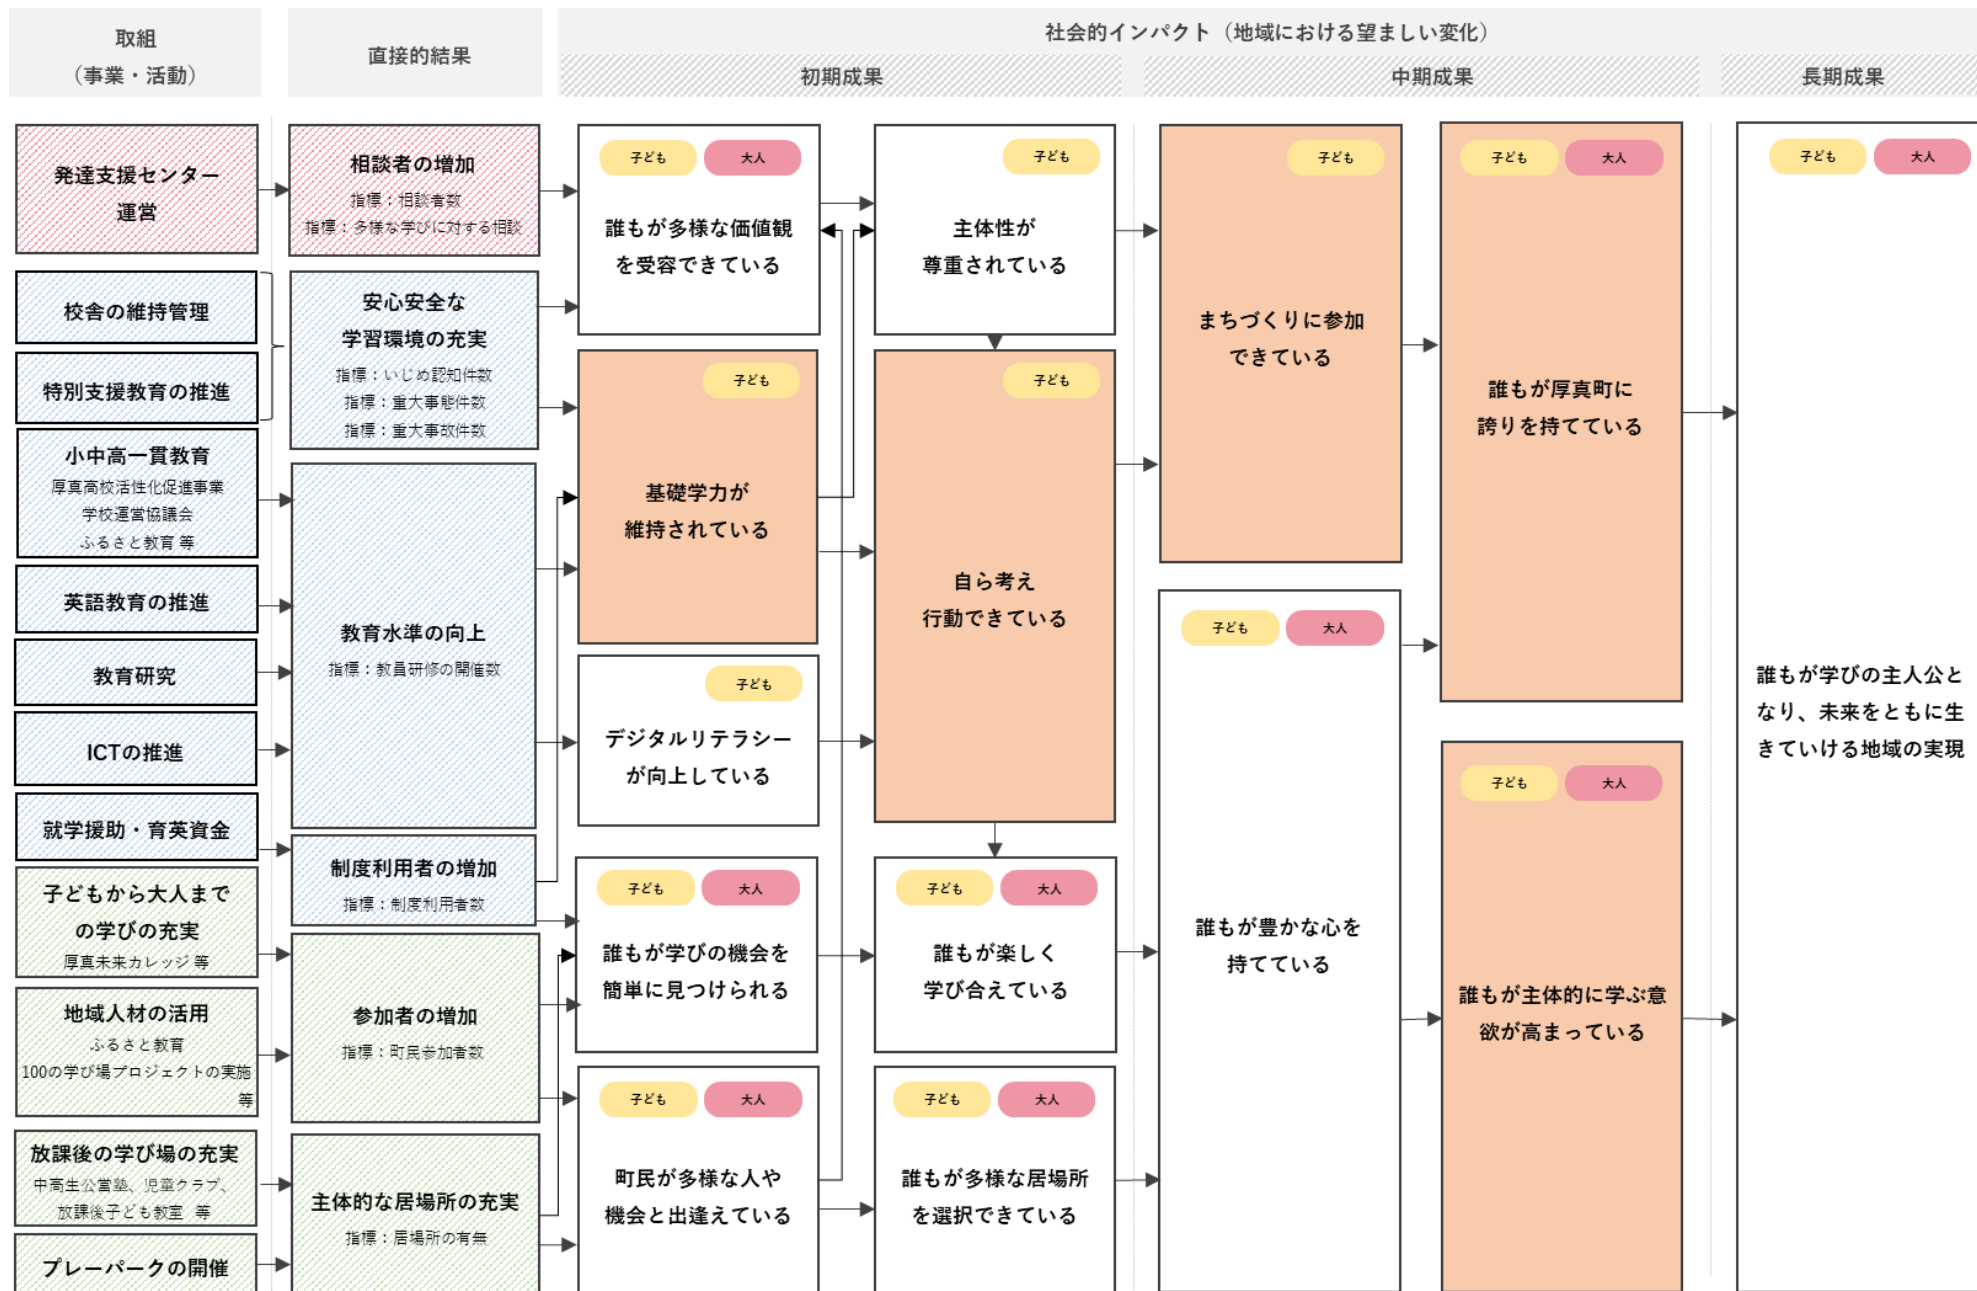 取組
（事業・活動）
直接的結果
社会的インパクト（地域における望ましい変化）
初期成果
中期成果
長期成果
発達支援センター
運営
校舎の維持管理
特別支援教育の推進
小中高一貫教育
厚真高校活性化促進事業
学校運営協議会
ふるさと教育 等
英語教育の推進
教育研究
ICTの推進
就学援助・育英資金
子どもから大人まで
の学びの充実
厚真未来カレッジ 等
地域人材の活用
ふるさと教育
100の学び場プロジェクトの実施
等
放課後の学び場の充実
中高生公営塾、児童クラブ、
放課後子ども教室 等
プレーパークの開催
相談者の増加
指標：相談者数
指標：多様な学びに対する相談
安心安全な
学習環境の充実
指標：いじめ認知件数
指標：重大事態件数
指標：重大事故件数
教育水準の向上
指標：教員研修の開催数
制度利用者の増加
指標：制度利用者数
参加者の増加
指標：町民参加者数
主体的な居場所の充実
指標：居場所の有無
子ども
大人
誰もが多様な価値観
を受容できている
子ども
基礎学力が
維持されている
子ども
デジタルリテラシー
が向上している
子ども
大人
誰もが学びの機会を
簡単に見つけられる
子ども
大人
町民が多様な人や
機会と出逢えている
子ども
主体性が
尊重されている
子ども
自ら考え
行動できている
子ども
大人
誰もが楽しく
学び合えている
子ども
大人
誰もが多様な居場所
を選択できている
子ども
まちづくりに参加
できている
子ども
大人
誰もが豊かな心を
持てている
子ども
大人
誰もが厚真町に
誇りを持てている
子ども
大人
誰もが主体的に学ぶ意
欲が高まっている
子ども
大人
誰もが学びの主人公と
なり、未来をともに生
きていける地域の実現